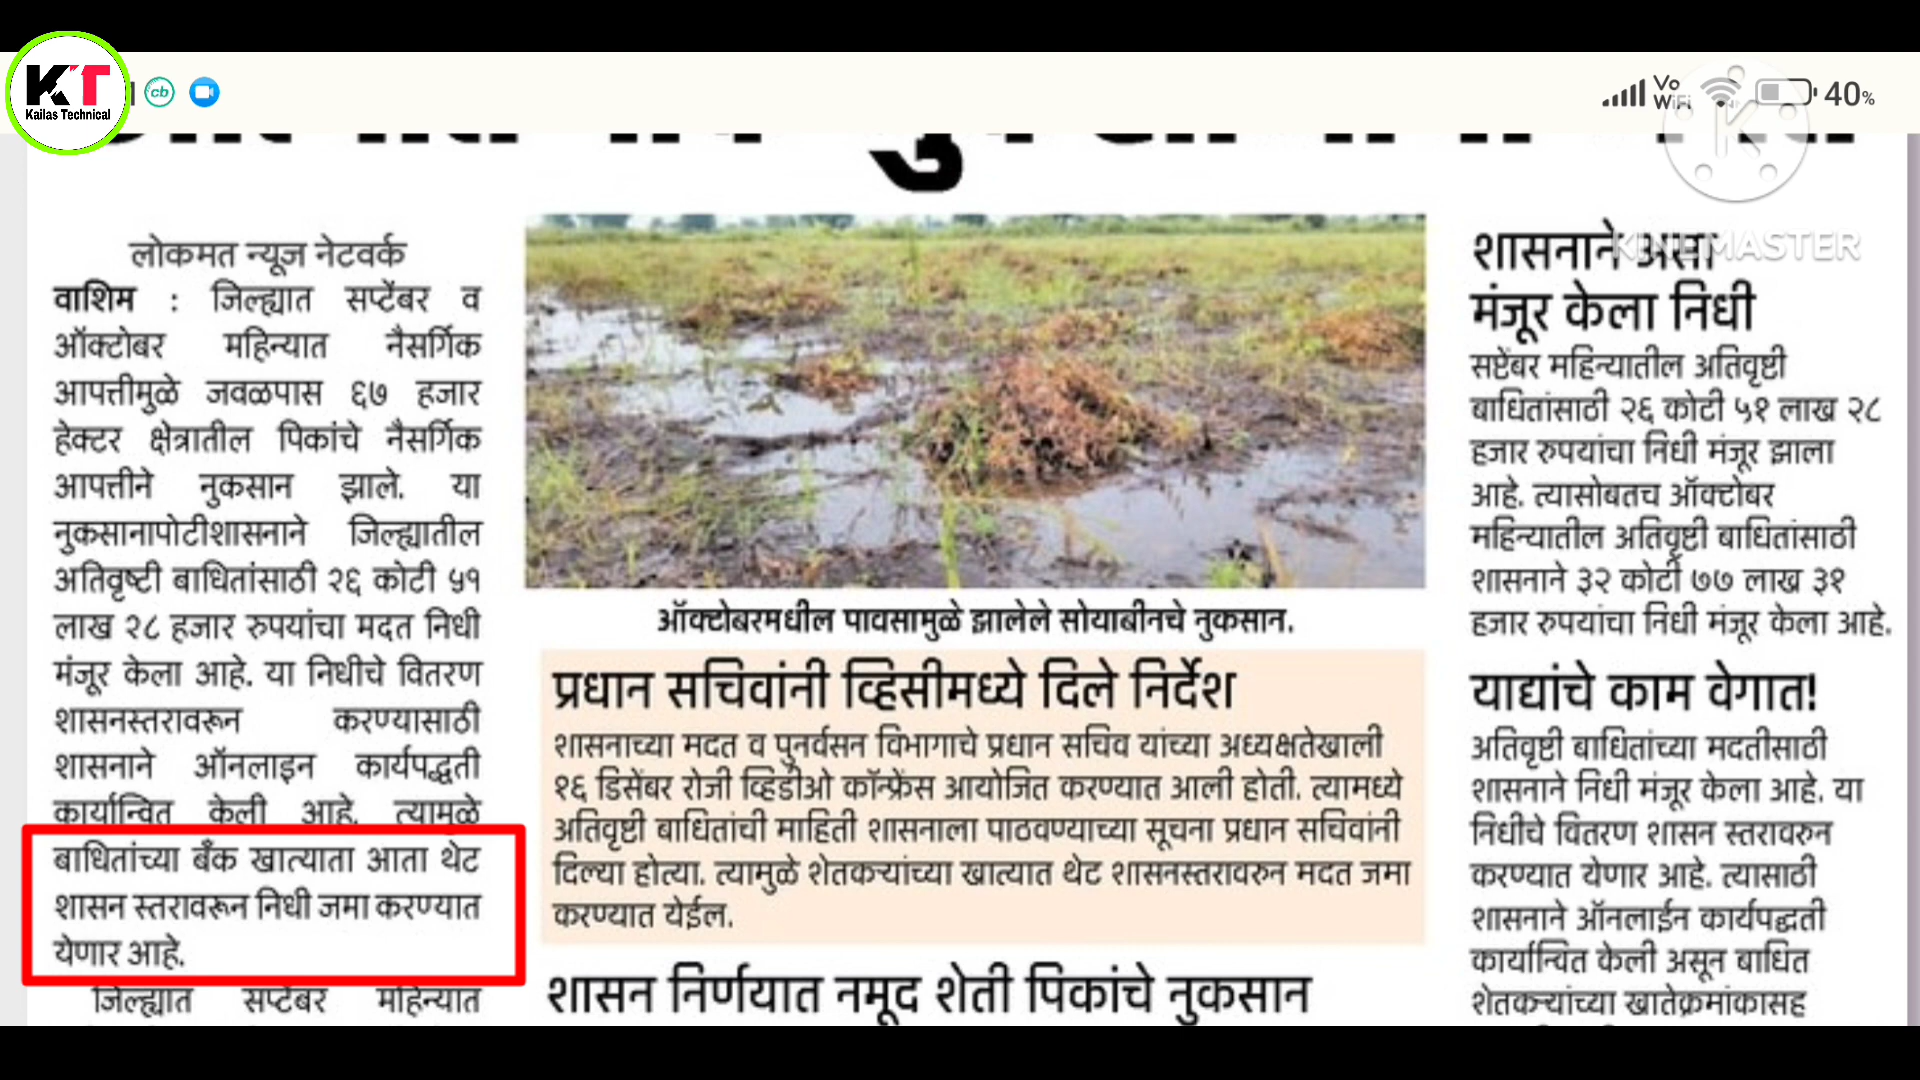 KT
Kailas Technical
cb
Vo
WiFi
40%
K
KINEMASTER
लोकमत न्यूज नेटवर्क
वाशिम : जिल्ह्यात सप्टेंबर व
ऑक्टोबर महिन्यात नैसर्गिक
आपत्तीमुळे जवळपास ६७ हजार
हेक्टर क्षेत्रातील पिकांचे नैसर्गिक
आपत्तीने नुकसान झाले. या
नुकसानापोटीशासनाने जिल्ह्यातील
अतिवृष्टी बाधितांसाठी २६ कोटी ५१
लाख २८ हजार रुपयांचा मदत निधी
मंजूर केला आहे. या निधीचे वितरण
शासनस्तरावरून करण्यासाठी
शासनाने ऑनलाइन कार्यपद्धती
कार्यान्वित केली आहे. त्यामुळे
बाधितांच्या बँक खात्याता आता थेट
शासन स्तरावरून निधी जमा करण्यात
येणार आहे.
जिल्ह्यात सप्टेंबर महिन्यात
ऑक्टोबरमधील पावसामुळे झालेले सोयाबीनचे नुकसान.
प्रधान सचिवांनी व्हिसीमध्ये दिले निर्देश
शासनाच्या मदत व पुनर्वसन विभागाचे प्रधान सचिव यांच्या अध्यक्षतेखाली
१६ डिसेंबर रोजी व्हिडीओ कॉन्फ्रेंस आयोजित करण्यात आली होती. त्यामध्ये
अतिवृष्टी बाधितांची माहिती शासनाला पाठवण्याच्या सूचना प्रधान सचिवांनी
दिल्या होत्या. त्यामुळे शेतकऱ्यांच्या खात्यात थेट शासनस्तरावरुन मदत जमा
करण्यात येईल.
शासन निर्णयात नमूद शेती पिकांचे नुकसान
शासनाने असा
मंजूर केला निधी
सप्टेंबर महिन्यातील अतिवृष्टी
बाधितांसाठी २६ कोटी ५१ लाख २८
हजार रुपयांचा निधी मंजूर झाला
आहे. त्यासोबतच ऑक्टोबर
महिन्यातील अतिवृष्टी बाधितांसाठी
शासनाने ३२ कोटी ७७ लाख ३१
हजार रुपयांचा निधी मंजूर केला आहे.
याद्यांचे काम वेगात!
अतिवृष्टी बाधितांच्या मदतीसाठी
शासनाने निधी मंजूर केला आहे. या
निधीचे वितरण शासन स्तरावरुन
करण्यात येणार आहे. त्यासाठी
शासनाने ऑनलाईन कार्यपद्धती
कार्यान्वित केली असून बाधित
शेतकऱ्यांच्या खातेक्रमांकासह